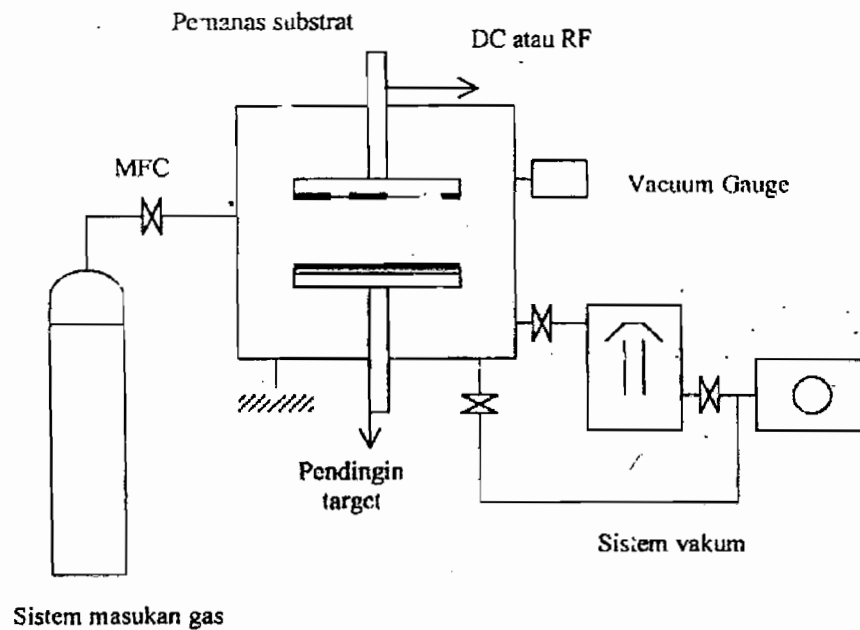 Pemanas substrat
DC atau RF
MFC
Vacuum Gauge
Pendingin
target
Sistem vakum
Sistem masukan gas